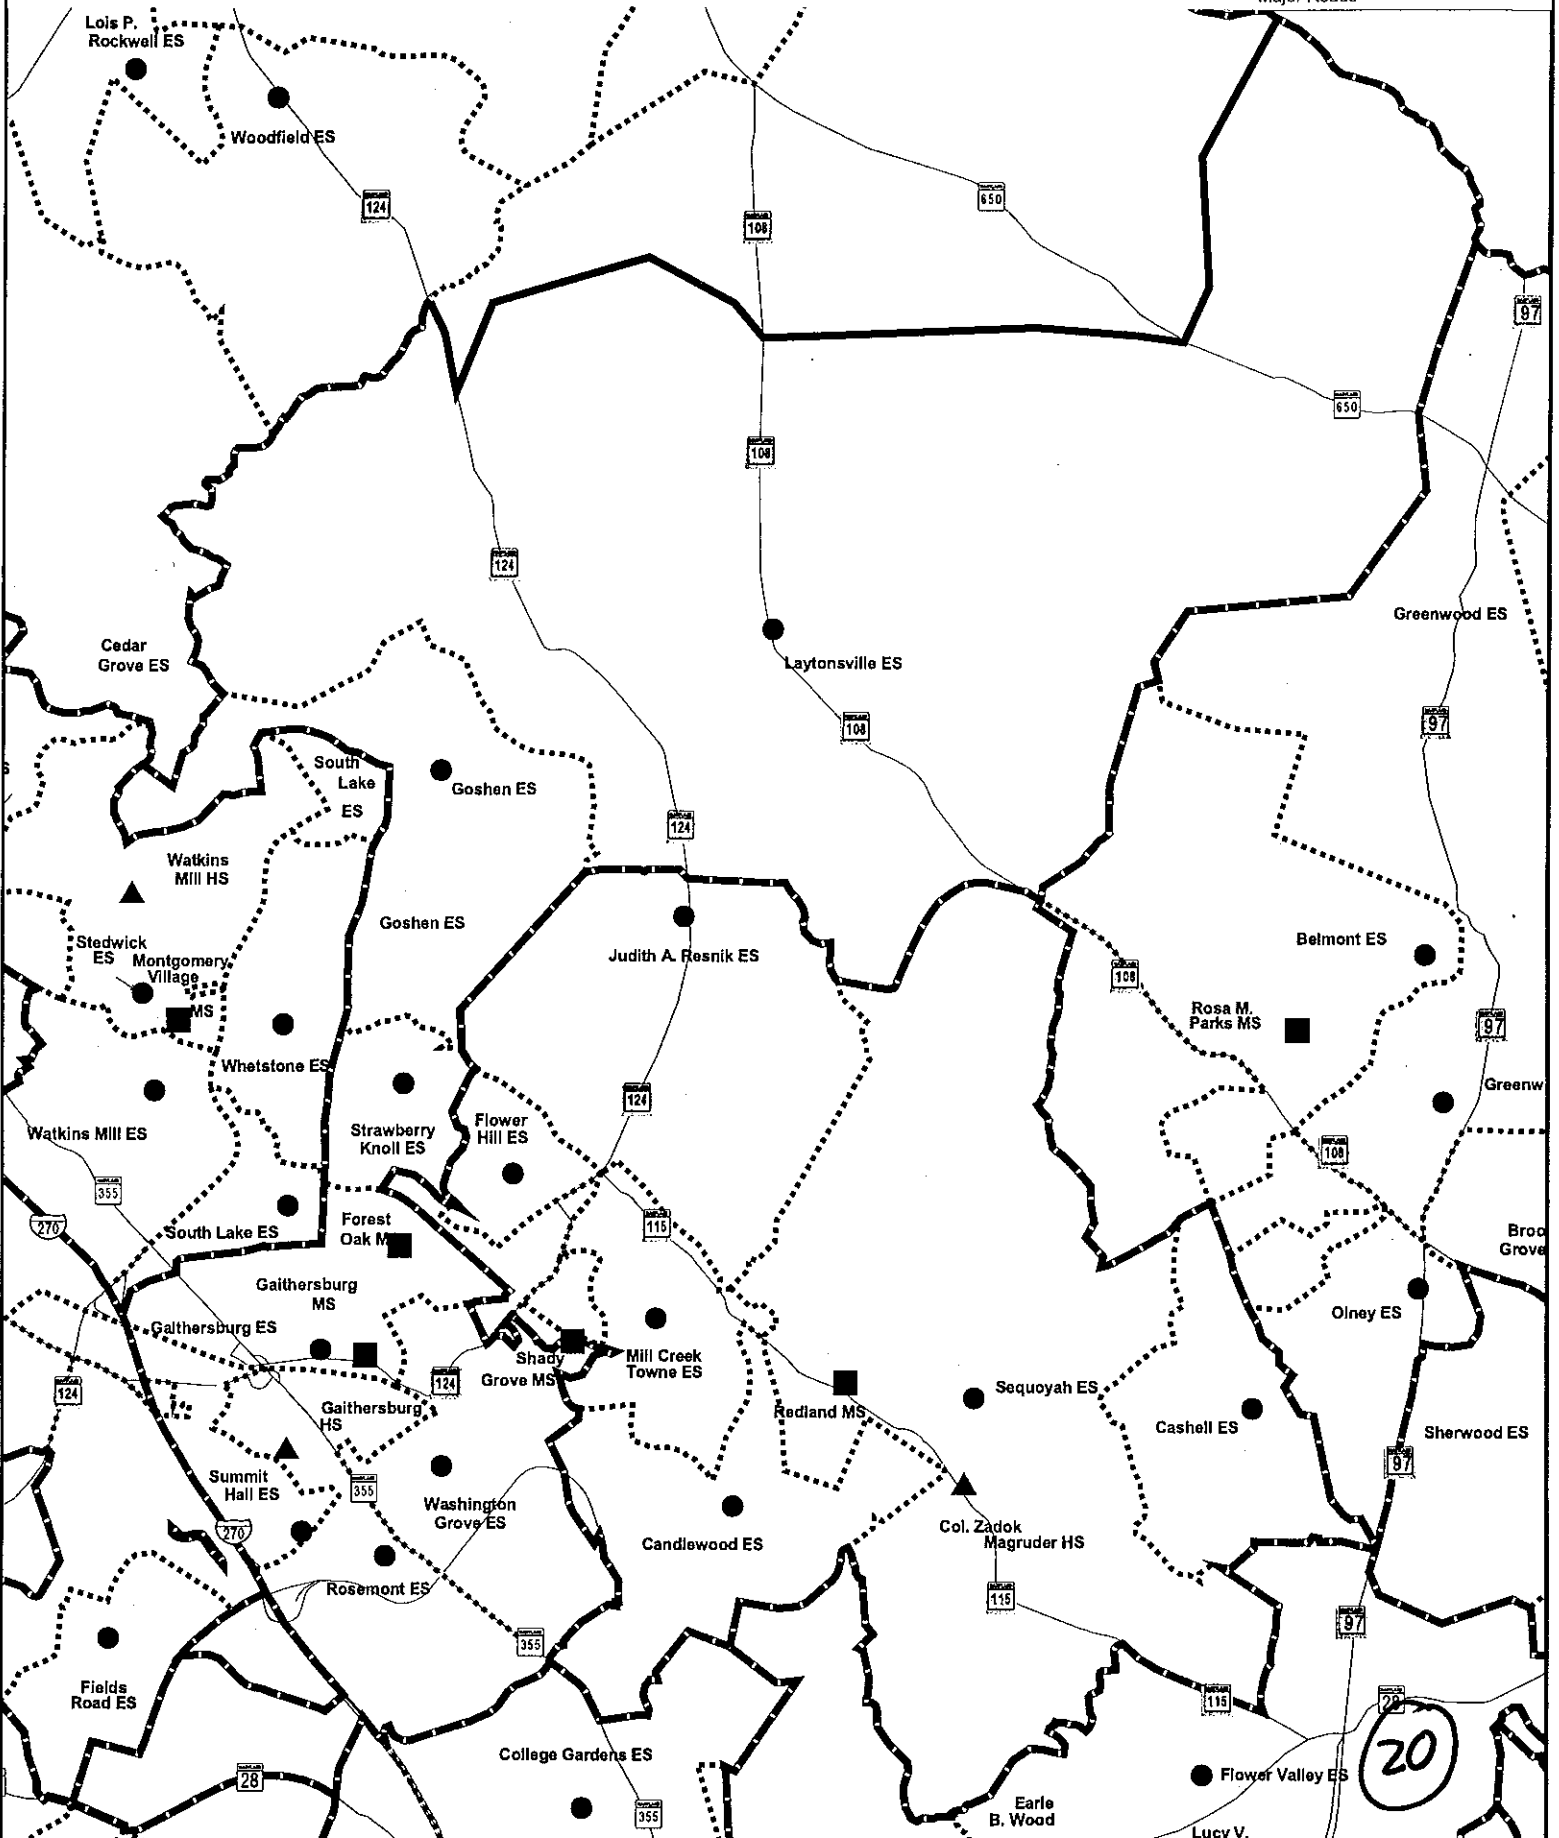 Lois P.
Rockwell ES
Woodfield ES
124
650
108
97
650
108
124
Greenwood ES
Cedar
Grove ES
Laytonsville ES
108
97
South
Lake
ES
Goshen ES
124
Watkins
Mill HS
Goshen ES
Stedwick
ES
Montgomery
Village
MS
Judith A. Resnik ES
Belmont ES
108
Rosa M.
Parks MS
97
Whetstone ES
Greenw
124
Flower
Hill ES
Strawberry
Knoll ES
Watkins Mill ES
108
355
270
Forest
Oak M
115
South Lake ES
Broo
Grove
Gaithersburg
MS
Olney ES
Gaithersburg ES
Shady
Grove MS
Mill Creek
Towne ES
124
124
Sequoyah ES
Gaithersburg
HS
Redland MS
Cashell ES
Sherwood ES
97
Summit
Hall ES
355
Washington
Grove ES
270
Col. Zadok
Magruder HS
Candlewood ES
Rosemont ES
115
97
355
Fields
Road ES
115
28
20
College Gardens ES
28
Flower Valley ES
355
Earle
B. Wood
Lucy V.